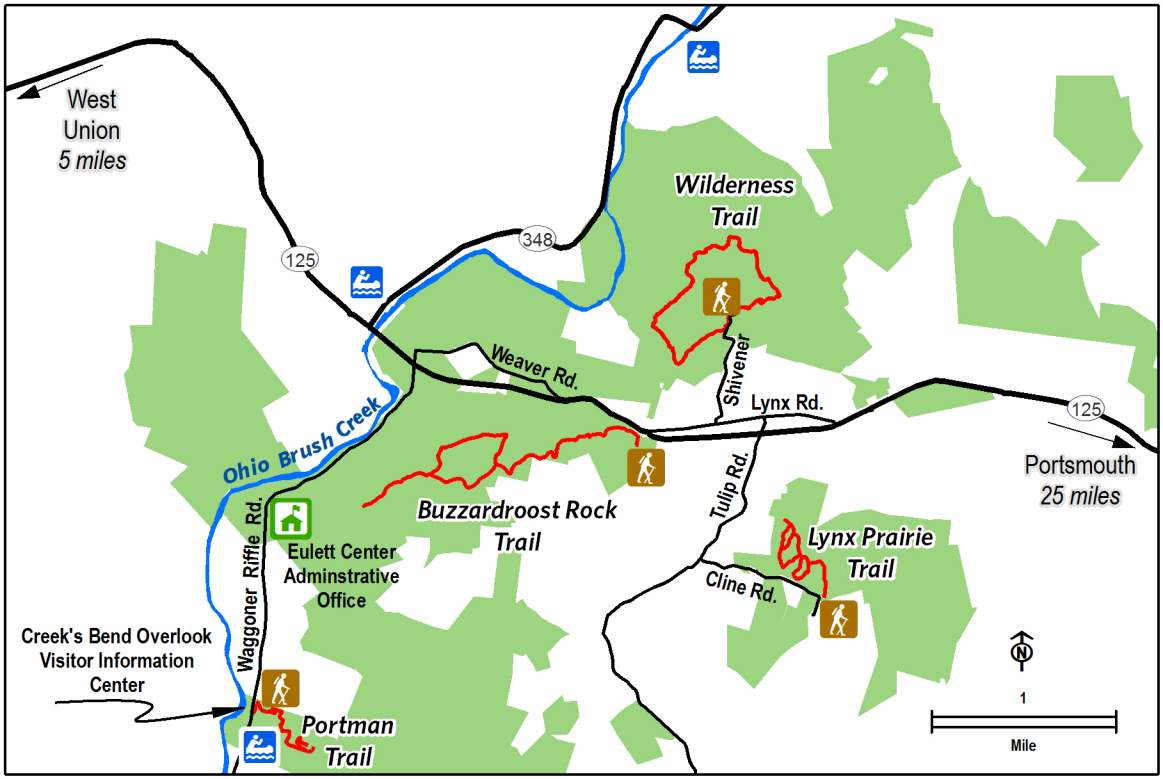 West
Union
5 miles
Wilderness
Trail
348
125
Weaver Rd.
Shivener
Lynx Rd.
125
Ohio Brush Creek
Portsmouth
25 miles
Tulip Rd.
Buzzardroost Rock
Trail
Waggoner Riffle Rd.
Lynx Prairie
Trail
Eulett Center
Adminstrative
Office
Cline Rd.
Creek's Bend Overlook
Visitor Information
Center
N
1
Mile
Portman
Trail